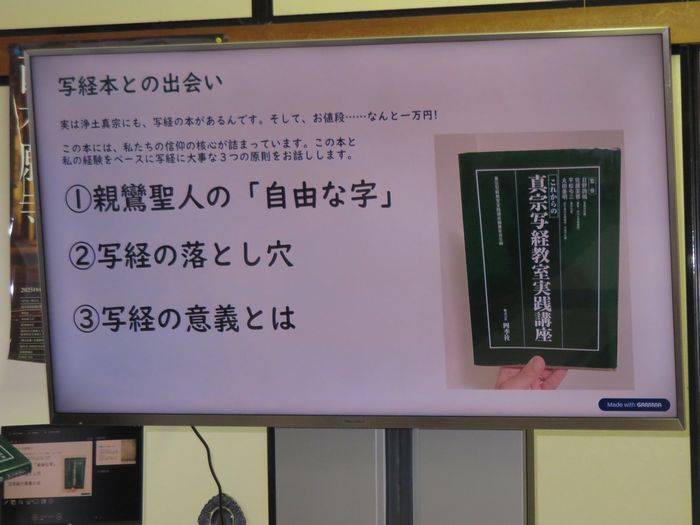 写経本との出会い
実は浄土真宗にも、写経の本があるんです。そして、お値段……なんと一万円!
この本には、私たちの信仰の核心が詰まっています。この本と
私の経験をベースに写経に大事な3つの原則をお話しします。
①親鸞聖人の「自由な字」
②写経の落とし穴
③写経の意義とは
これからの
真宗写経教室実践講座
四季社
Made with GAMMA